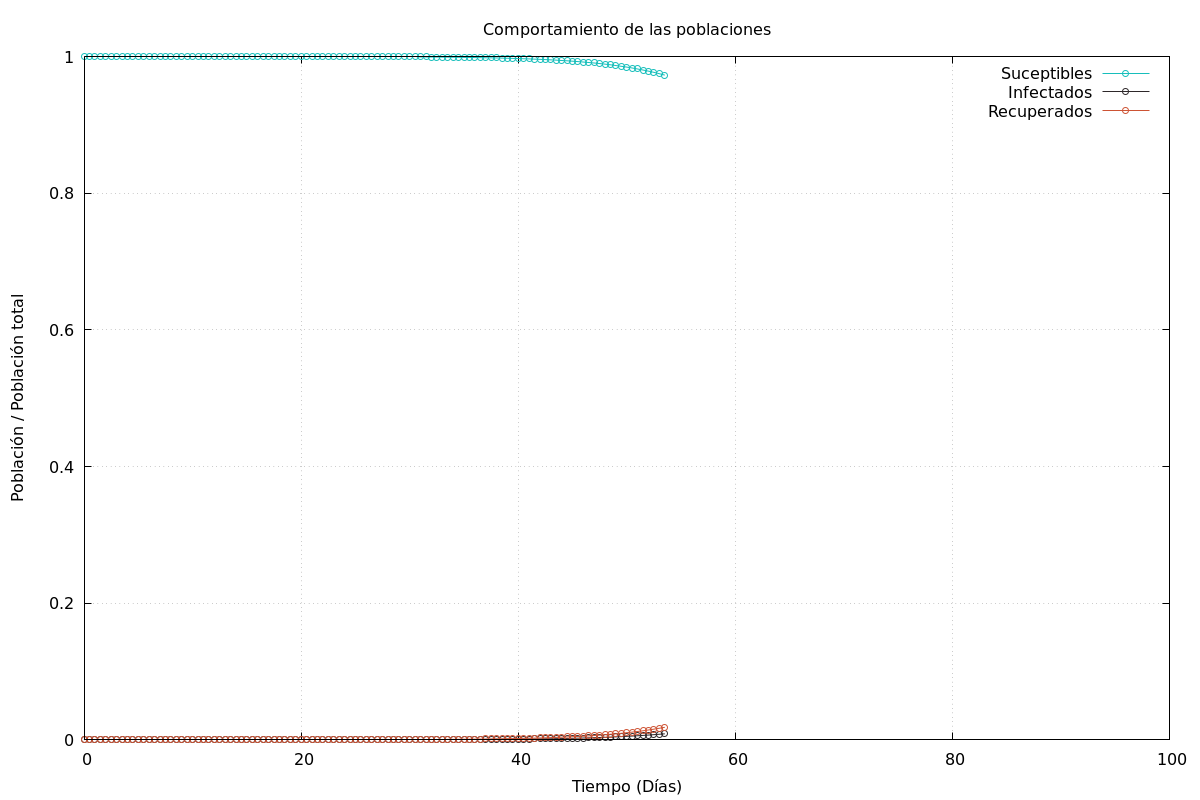 Comportamiento de las poblaciones
1
0.8
0.6
0.4
0.2
0
Suceptibles
Infectados
Recuperados
Población / Población total
0 20 40 60 80 100
Tiempo (Días)